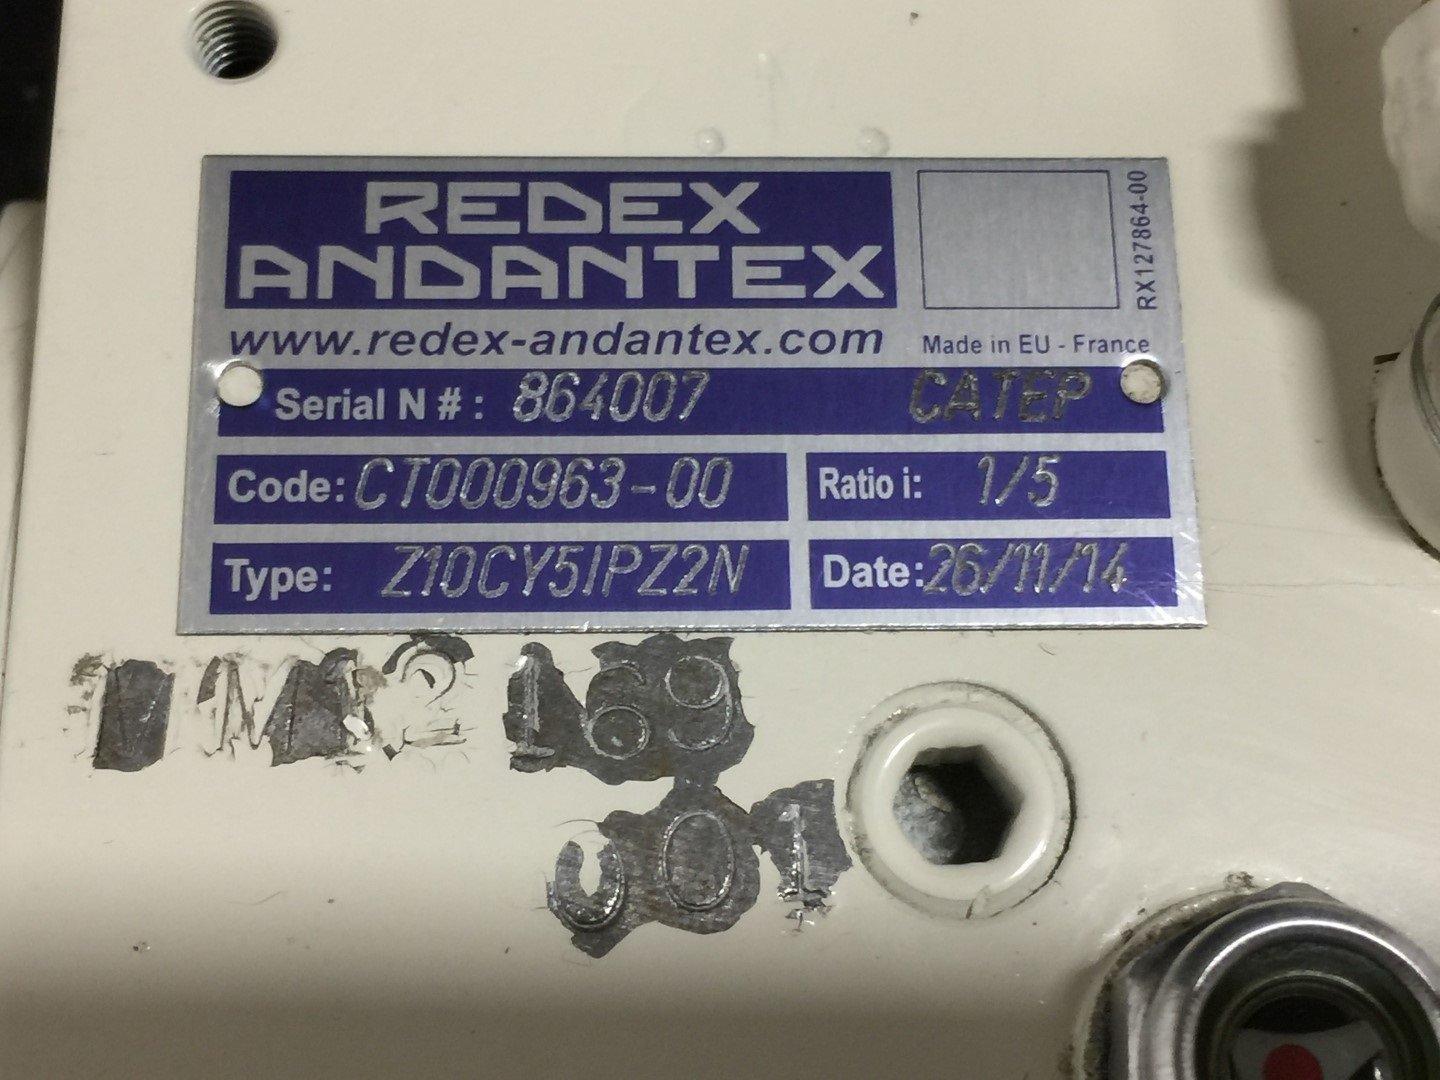 REDEX
ANDANTEX
RX127864-00
www.redex-andantex.com
Made in EU - France
Serial N # : 864007 CATEP
Code: CT000963-00
Ratio i: 1/5
Type: Z10CY5IPZ2N
Date: 26/11/14
169
001